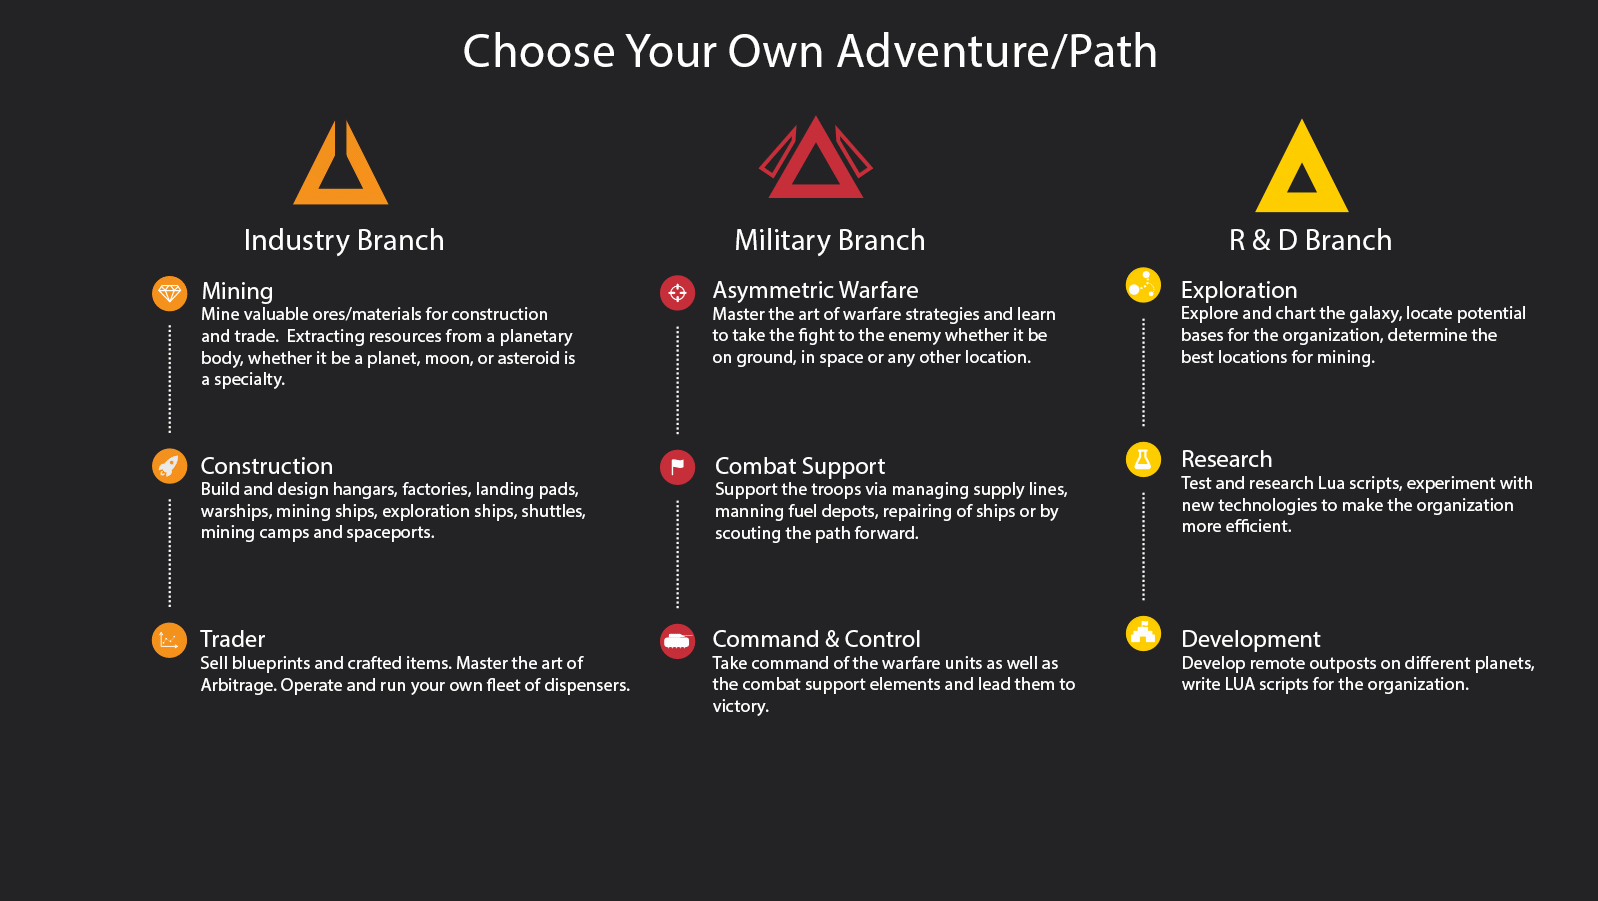 Choose Your Own Adventure/Path
Industry Branch
Mining
Mine valuable ores/materials for construction
and trade.  Extracting resources from a planetary
body, whether it be a planet, moon, or asteroid is
a specialty.
Construction
Build and design hangars, factories, landing pads,
warships, mining ships, exploration ships, shuttles,
mining camps and spaceports.
Trader
Sell blueprints and crafted items. Master the art of
Arbitrage. Operate and run your own fleet of dispensers.
Military Branch
Asymmetric Warfare
Master the art of warfare strategies and learn
to take the fight to the enemy whether it be
on ground, in space or any other location.
Combat Support
Support the troops via managing supply lines,
manning fuel depots, repairing of ships or by
scouting the path forward.
Command & Control
Take command of the warfare units as well as
the combat support elements and lead them to
victory.
R & D Branch
Exploration
Explore and chart the galaxy, locate potential
bases for the organization, determine the
best locations for mining.
Research
Test and research Lua scripts, experiment with
new technologies to make the organization
more efficient.
Development
Develop remote outposts on different planets,
write LUA scripts for the organization.